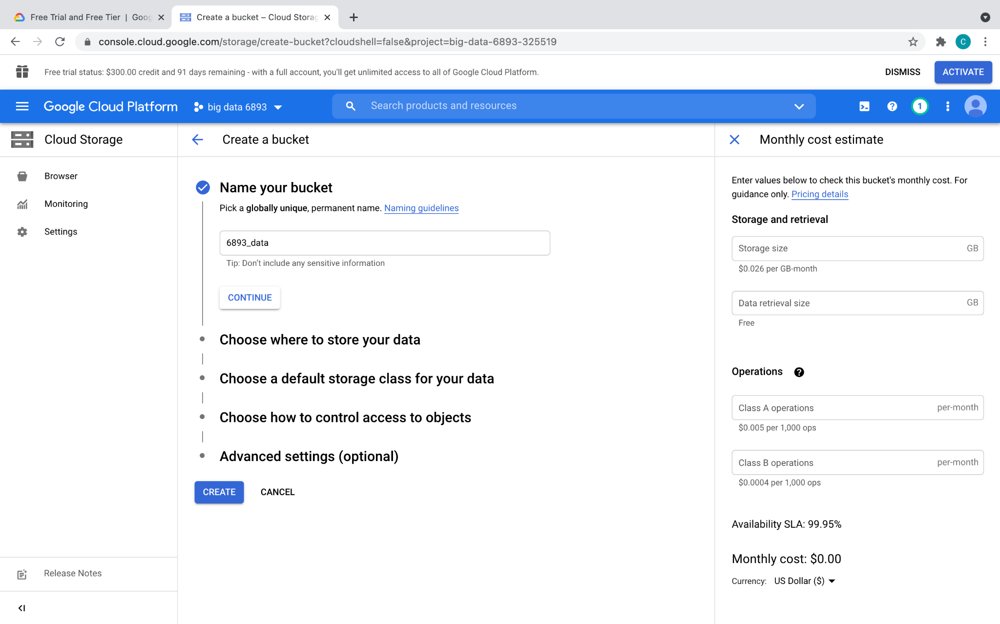 Free Trial and Free Tier | Goog
Create a bucket – Cloud Storag
console.cloud.google.com/storage/create-bucket?cloudshell=false&project=big-data-6893-325519
C
Free trial status: $300.00 credit and 91 days remaining - with a full account, you'll get unlimited access to all of Google Cloud Platform.
DISMISS
ACTIVATE
Google Cloud Platform
big data 6893
Search products and resources
1
Cloud Storage
Browser
Monitoring
Settings
Release Notes
Create a bucket
Name your bucket
Pick a globally unique, permanent name. Naming guidelines
6893_data
Tip: Don't include any sensitive information
CONTINUE
Choose where to store your data
Choose a default storage class for your data
Choose how to control access to objects
Advanced settings (optional)
CREATE
CANCEL
Monthly cost estimate
Enter values below to check this bucket's monthly cost. For
guidance only. Pricing details
Storage and retrieval
Storage size GB
$0.026 per GB-month
Data retrieval size GB
Free
Operations
Class A operations per-month
$0.005 per 1,000 ops
Class B operations per-month
$0.0004 per 1,000 ops
Availability SLA: 99.95%
Monthly cost: $0.00
Currency: US Dollar ($)